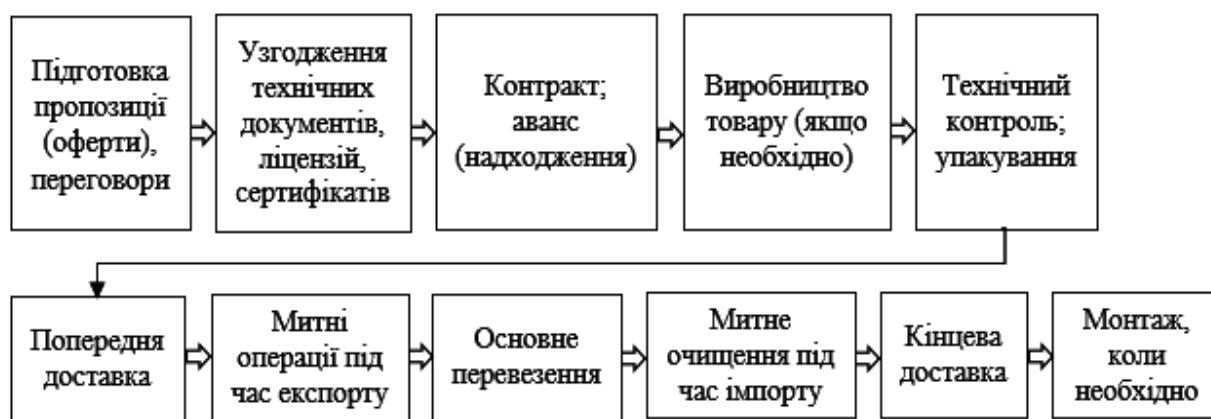 Підготовка
пропозиції
(оферти),
переговори
Узгодження
технічних
документів,
ліцензій,
сертифікатів
Контракт;
аванс
(надходження)
Виробництво
товару (якщо
необхідно)
Технічний
контроль;
упакування
Попередня
доставка
Митні
операції під
час експорту
Основне
перевезення
Митне
очищення під
час імпорту
Кінцева
доставка
Монтаж,
коли
необхідно